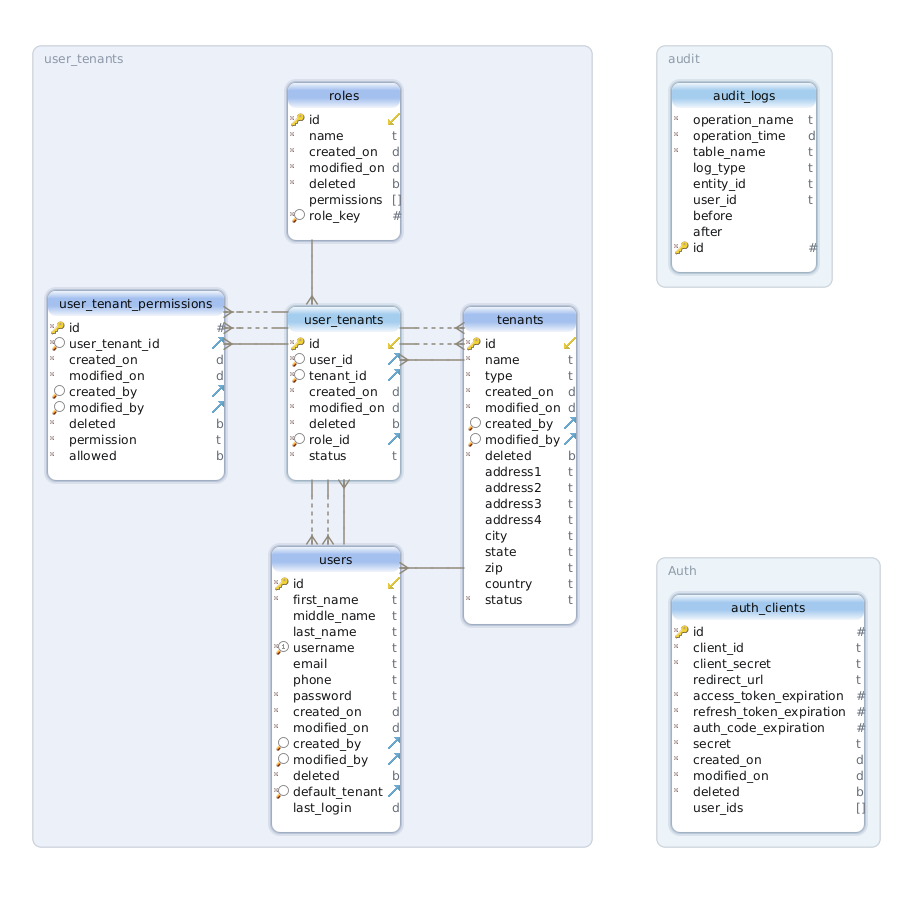 user_tenants
roles
id
name t
created_on d
modified_on d
deleted b
permissions []
role_key #
user_tenant_permissions
id #
user_tenant_id
created_on d
modified_on d
created_by
modified_by
deleted b
permission t
allowed b
user_tenants
id
user_id
tenant_id
created_on d
modified_on d
deleted b
role_id
status t
tenants
id
name t
type t
created_on d
modified_on d
created_by
modified_by
deleted b
address1 t
address2 t
address3 t
address4 t
city t
state t
zip t
country t
status t
users
id
first_name t
middle_name t
last_name t
username t
email t
phone t
password t
created_on d
modified_on d
created_by
modified_by
deleted b
default_tenant
last_login d
audit
audit_logs
operation_name t
operation_time d
table_name t
log_type t
entity_id t
user_id t
before
after
id #
Auth
auth_clients
id #
client_id t
client_secret t
redirect_url t
access_token_expiration #
refresh_token_expiration #
auth_code_expiration #
secret t
created_on d
modified_on d
deleted b
user_ids []